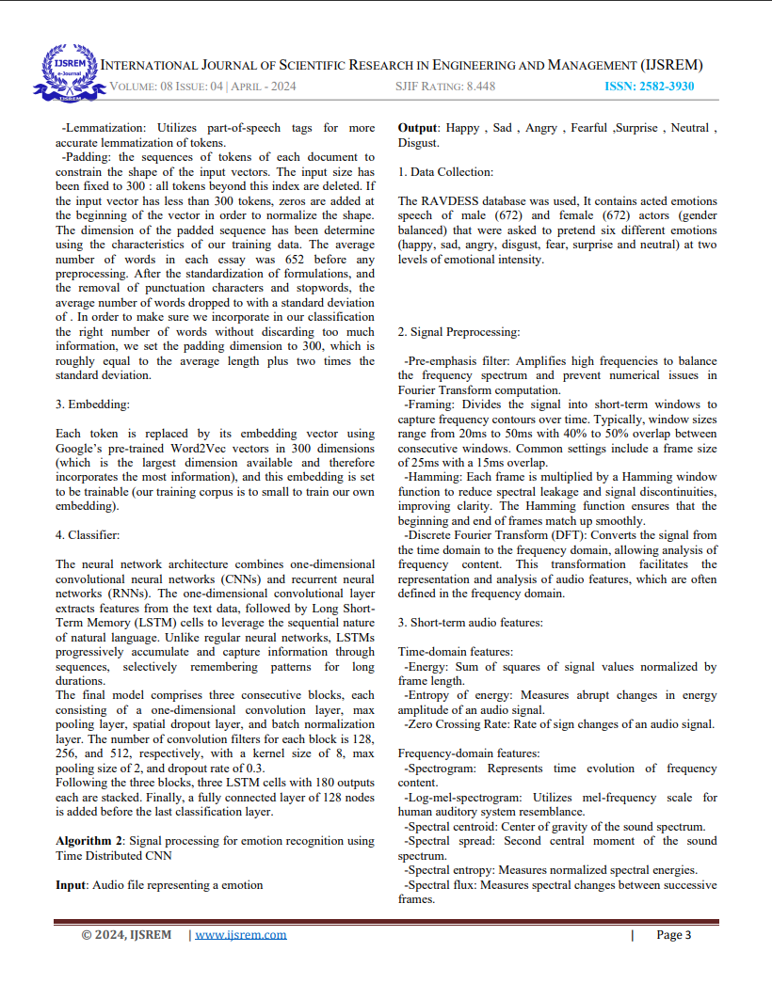 IJSREM
e-Journal
INTERNATIONAL JOURNAL OF SCIENTIFIC RESEARCH IN ENGINEERING AND MANAGEMENT (IJSREM)
VOLUME: 08 ISSUE: 04 | APRIL - 2024 SJIF RATING: 8.448 ISSN: 2582-3930
-Lemmatization: Utilizes part-of-speech tags for more
accurate lemmatization of tokens.
-Padding: the sequences of tokens of each document to
constrain the shape of the input vectors. The input size has
been fixed to 300 : all tokens beyond this index are deleted. If
the input vector has less than 300 tokens, zeros are added at
the beginning of the vector in order to normalize the shape.
The dimension of the padded sequence has been determine
using the characteristics of our training data. The average
number of words in each essay was 652 before any
preprocessing. After the standardization of formulations, and
the removal of punctuation characters and stopwords, the
average number of words dropped to with a standard deviation
of . In order to make sure we incorporate in our classification
the right number of words without discarding too much
information, we set the padding dimension to 300, which is
roughly equal to the average length plus two times the
standard deviation.
3. Embedding:
Each token is replaced by its embedding vector using
Google's pre-trained Word2Vec vectors in 300 dimensions
(which is the largest dimension available and therefore
incorporates the most information), and this embedding is set
to be trainable (our training corpus is to small to train our own
embedding).
4. Classifier:
The neural network architecture combines one-dimensional
convolutional neural networks (CNNs) and recurrent neural
networks (RNNs). The one-dimensional convolutional layer
extracts features from the text data, followed by Long Short-
Term Memory (LSTM) cells to leverage the sequential nature
of natural language. Unlike regular neural networks, LSTMs
progressively accumulate and capture information through
sequences, selectively remembering patterns for long
durations.
The final model comprises three consecutive blocks, each
consisting of a one-dimensional convolution layer, max
pooling layer, spatial dropout layer, and batch normalization
layer. The number of convolution filters for each block is 128,
256, and 512, respectively, with a kernel size of 8, max
pooling size of 2, and dropout rate of 0.3.
Following the three blocks, three LSTM cells with 180 outputs
each are stacked. Finally, a fully connected layer of 128 nodes
is added before the last classification layer.
Algorithm 2: Signal processing for emotion recognition using
Time Distributed CNN
Input: Audio file representing a emotion
Output: Happy , Sad , Angry , Fearful ,Surprise , Neutral ,
Disgust.
1. Data Collection:
The RAVDESS database was used, It contains acted emotions
speech of male (672) and female (672) actors (gender
balanced) that were asked to pretend six different emotions
(happy, sad, angry, disgust, fear, surprise and neutral) at two
levels of emotional intensity.
2. Signal Preprocessing:
-Pre-emphasis filter: Amplifies high frequencies to balance
the frequency spectrum and prevent numerical issues in
Fourier Transform computation.
-Framing: Divides the signal into short-term windows to
capture frequency contours over time. Typically, window sizes
range from 20ms to 50ms with 40% to 50% overlap between
consecutive windows. Common settings include a frame size
of 25ms with a 15ms overlap.
-Hamming: Each frame is multiplied by a Hamming window
function to reduce spectral leakage and signal discontinuities,
improving clarity. The Hamming function ensures that the
beginning and end of frames match up smoothly.
-Discrete Fourier Transform (DFT): Converts the signal from
the time domain to the frequency domain, allowing analysis of
frequency content. This transformation facilitates the
representation and analysis of audio features, which are often
defined in the frequency domain.
3. Short-term audio features:
Time-domain features:
-Energy: Sum of squares of signal values normalized by
frame length.
-Entropy of energy: Measures abrupt changes in energy
amplitude of an audio signal.
-Zero Crossing Rate: Rate of sign changes of an audio signal.
Frequency-domain features:
-Spectrogram: Represents time evolution of frequency
content.
-Log-mel-spectrogram: Utilizes mel-frequency scale for
human auditory system resemblance.
-Spectral centroid: Center of gravity of the sound spectrum.
-Spectral spread: Second central moment of the sound
spectrum.
-Spectral entropy: Measures normalized spectral energies.
-Spectral flux: Measures spectral changes between successive
frames.
© 2024, IJSREM | www.ijsrem.com | Page 3